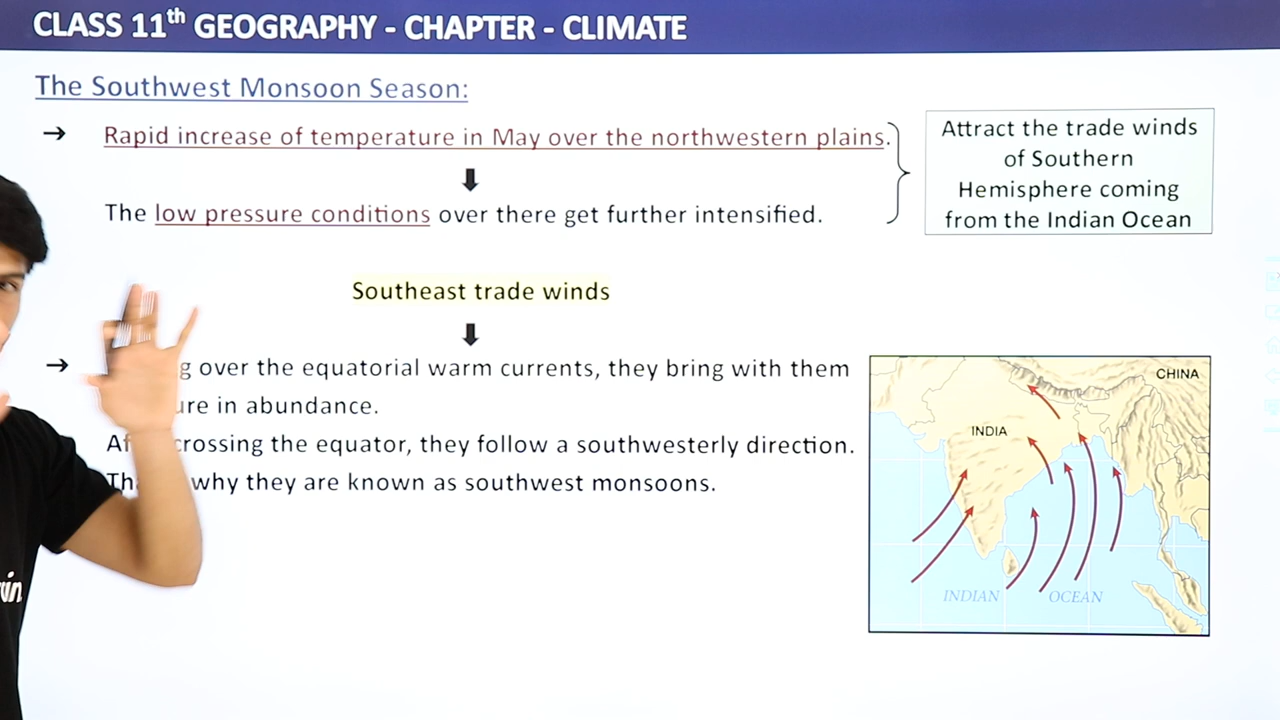 CLASS 11th GEOGRAPHY - CHAPTER - CLIMATE
The Southwest Monsoon Season:
➔ Rapid increase of temperature in May over the northwestern plains.
The low pressure conditions over there get further intensified.
Attract the trade winds
of Southern
Hemisphere coming
from the Indian Ocean
Southeast trade winds
➔ over the equatorial warm currents, they bring with them
in abundance.
crossing the equator, they follow a southwesterly direction.
why they are known as southwest monsoons.
CHINA
INDIA
INDIAN OCEAN